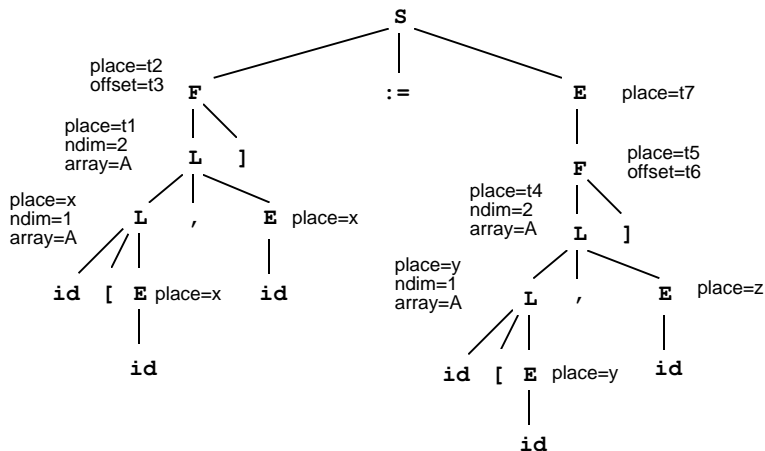 S
place=t2
offset=t3
F := E place=t7
place=t1
ndim=2
array=A
L ]
F place=t5
offset=t6
place=x
ndim=1
array=A
L , E place=x
place=t4
ndim=2
array=A
L ]
id [ E place=x id
place=y
ndim=1
array=A
L , E place=z
id
id [ E place=y id
id